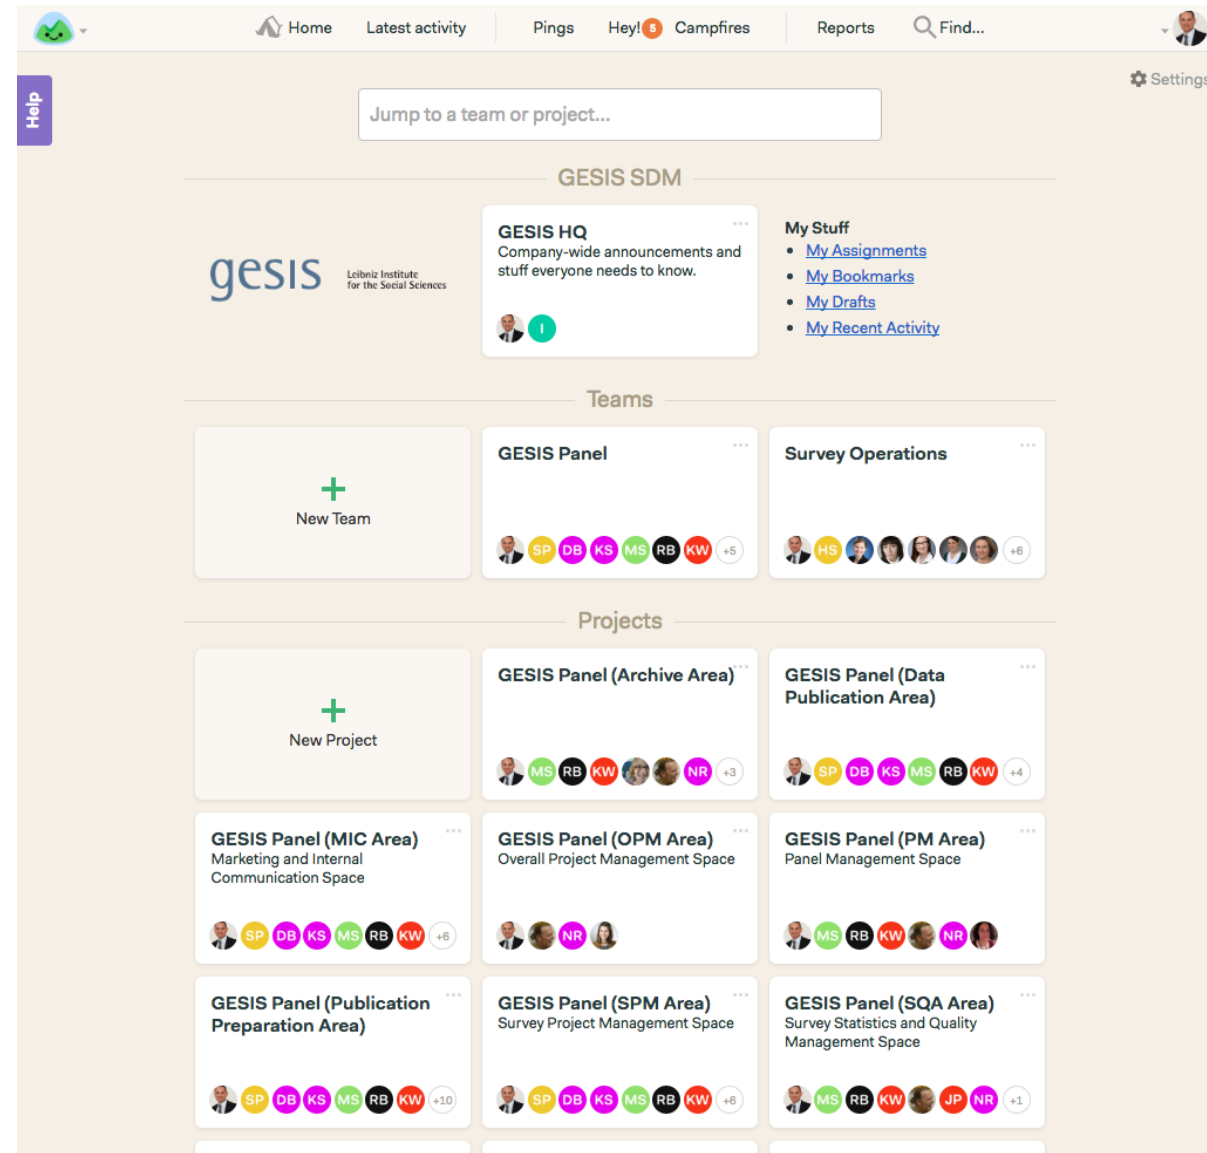 Home
Latest activity
Pings
Hey!
5
Campfires
Reports
Find...
Settings
Help
Jump to a team or project...
GESIS SDM
gesis
Leibniz Institute
for the Social Sciences
GESIS HQ
Company-wide announcements and
stuff everyone needs to know.
I
My Stuff
My Assignments
My Bookmarks
My Drafts
My Recent Activity
Teams
New Team
GESIS Panel
SP DB KS MS RB KW +5
Survey Operations
HS +6
Projects
New Project
GESIS Panel (Archive Area)
MS RB KW NR +3
GESIS Panel (Data
Publication Area)
SP DB KS MS RB KW +4
GESIS Panel (MIC Area)
Marketing and Internal
Communication Space
SP DB KS MS RB KW +6
GESIS Panel (OPM Area)
Overall Project Management Space
NR
GESIS Panel (PM Area)
Panel Management Space
MS RB KW NR
GESIS Panel (Publication
Preparation Area)
SP DB KS MS RB KW +10
GESIS Panel (SPM Area)
Survey Project Management Space
SP DB KS MS RB KW +6
GESIS Panel (SQA Area)
Survey Statistics and Quality
Management Space
MS RB KW JP NR +1